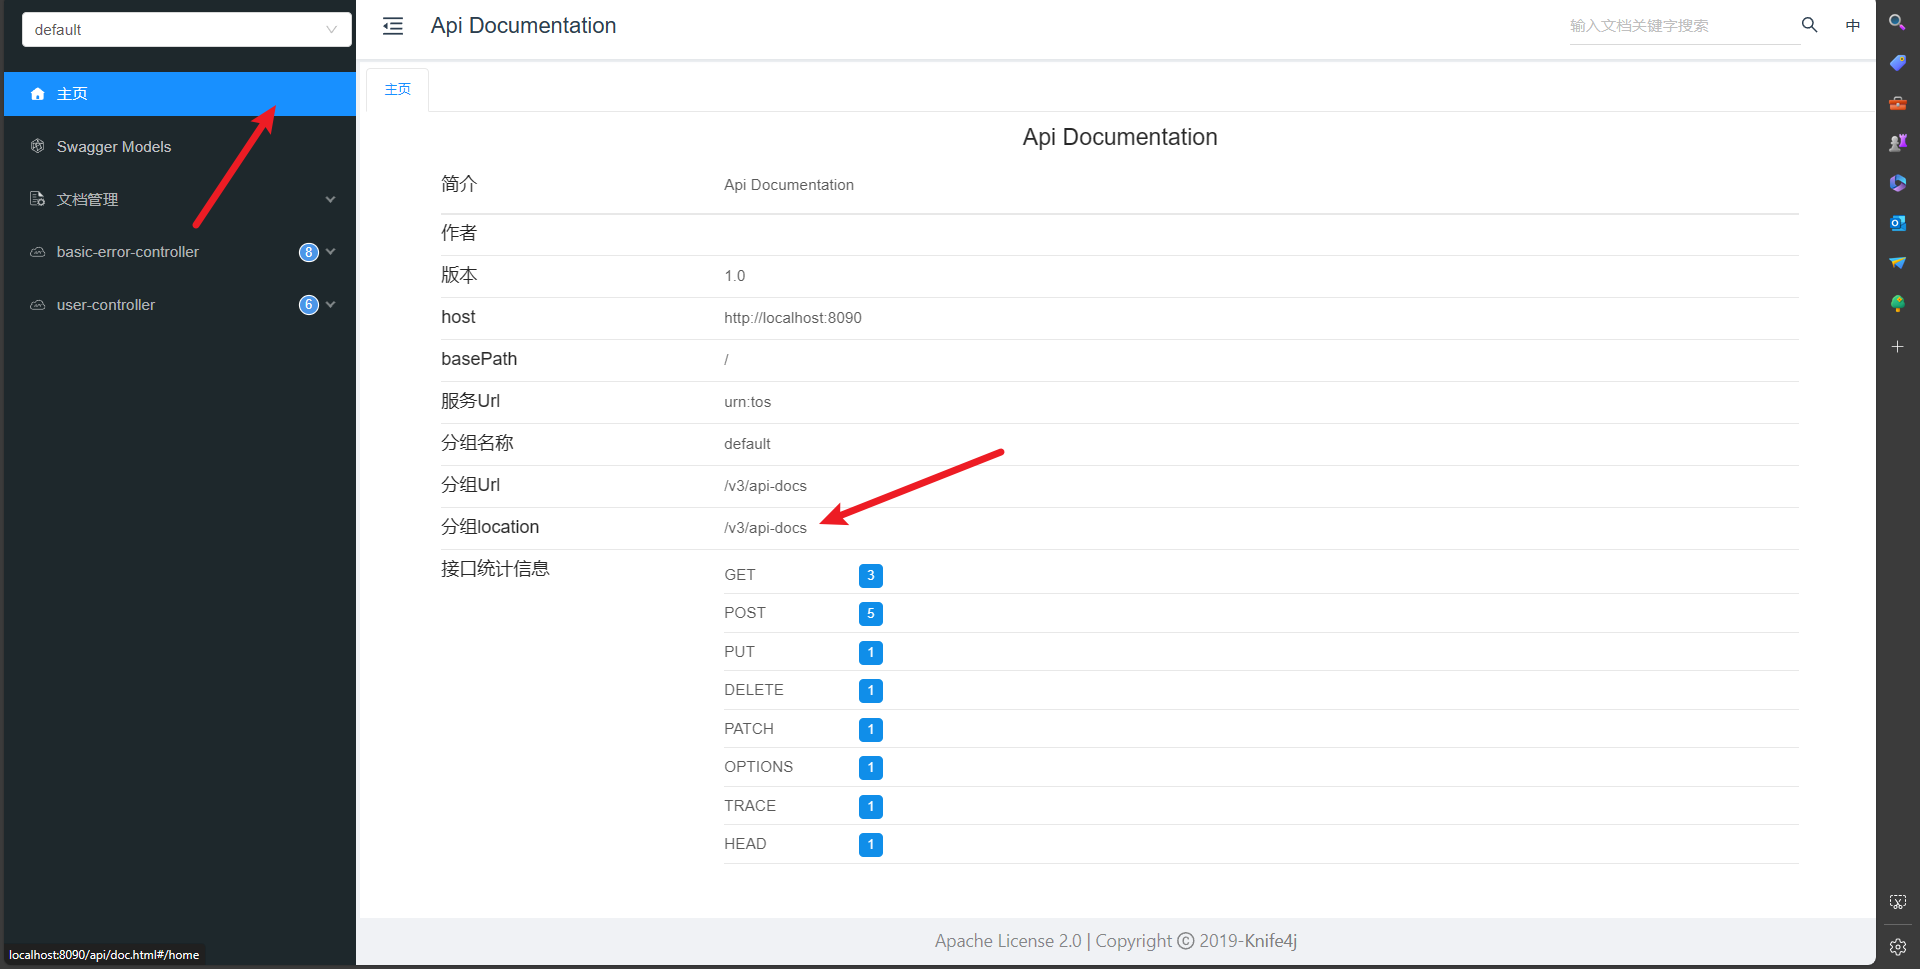 default
主页
Swagger Models
文档管理
basic-error-controller 8
user-controller 6
localhost:8090/api/doc.html#/home
Api Documentation
输入文档关键字搜索
中
主页
Api Documentation
简介 Api Documentation
作者
版本 1.0
host http://localhost:8090
basePath /
服务Url urn:tos
分组名称 default
分组Url /v3/api-docs
分组location /v3/api-docs
接口统计信息
GET 3
POST 5
PUT 1
DELETE 1
PATCH 1
OPTIONS 1
TRACE 1
HEAD 1
Apache License 2.0 | Copyright © 2019-Knife4j